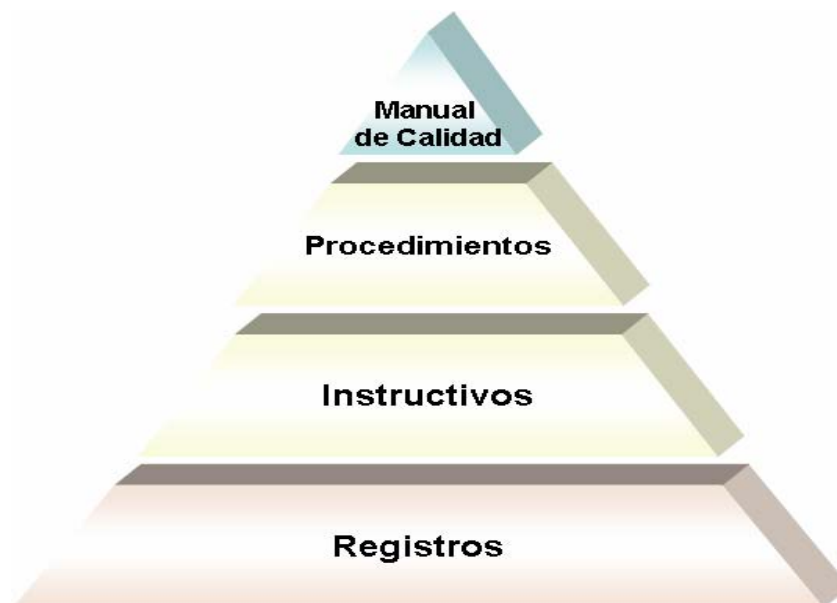 Manual
de Calidad
Procedimientos
Instructivos
Registros